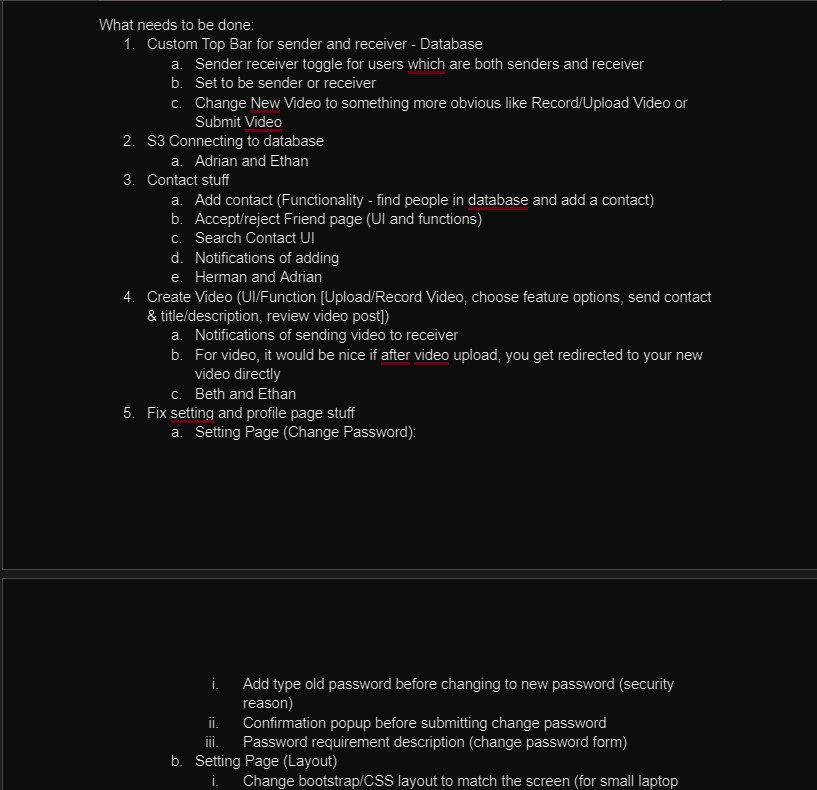 What needs to be done:
1. Custom Top Bar for sender and receiver - Database
a. Sender receiver toggle for users which are both senders and receiver
b. Set to be sender or receiver
c. Change New Video to something more obvious like Record/Upload Video or
Submit Video
2. S3 Connecting to database
a. Adrian and Ethan
3. Contact stuff
a. Add contact (Functionality - find people in database and add a contact)
b. Accept/reject Friend page (UI and functions)
c. Search Contact UI
d. Notifications of adding
e. Herman and Adrian
4. Create Video (UI/Function [Upload/Record Video, choose feature options, send contact
& title/description, review video post])
a. Notifications of sending video to receiver
b. For video, it would be nice if after video upload, you get redirected to your new
video directly
c. Beth and Ethan
5. Fix setting and profile page stuff
a. Setting Page (Change Password):
i. Add type old password before changing to new password (security
reason)
ii. Confirmation popup before submitting change password
iii. Password requirement description (change password form)
b. Setting Page (Layout)
i. Change bootstrap/CSS layout to match the screen (for small laptop